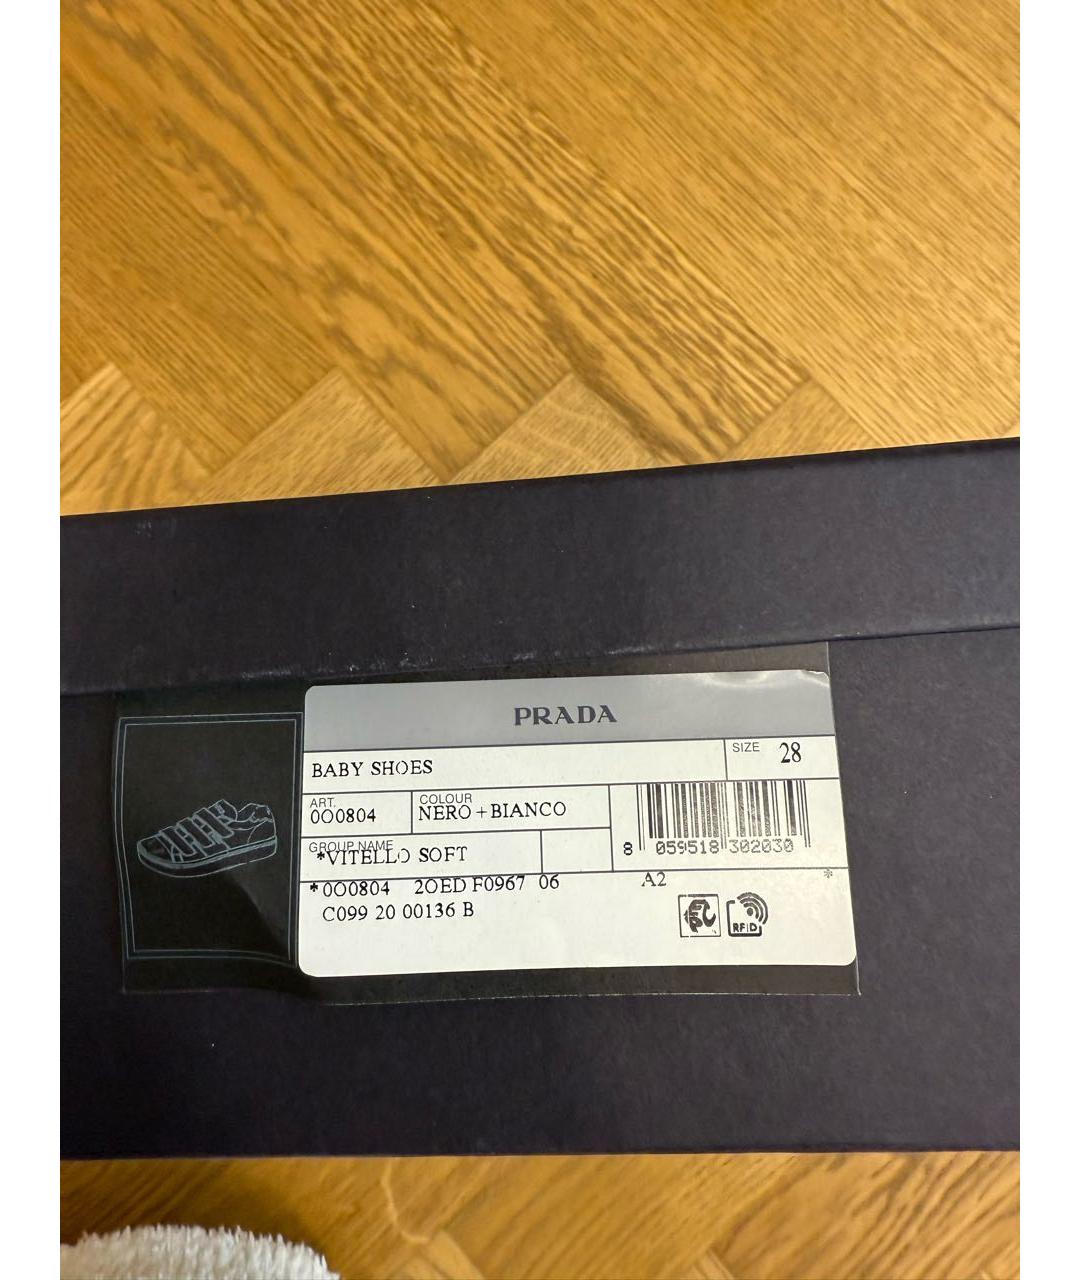 PRADA
BABY SHOES
SIZE 28
ART.
0O0804
COLOUR
NERO+BIANCO
GROUP NAME
*VITELLO SOFT
8 059518 302030
*0O0804 2OED F0967 06 A2 *
C099 20 00136 B
RFID